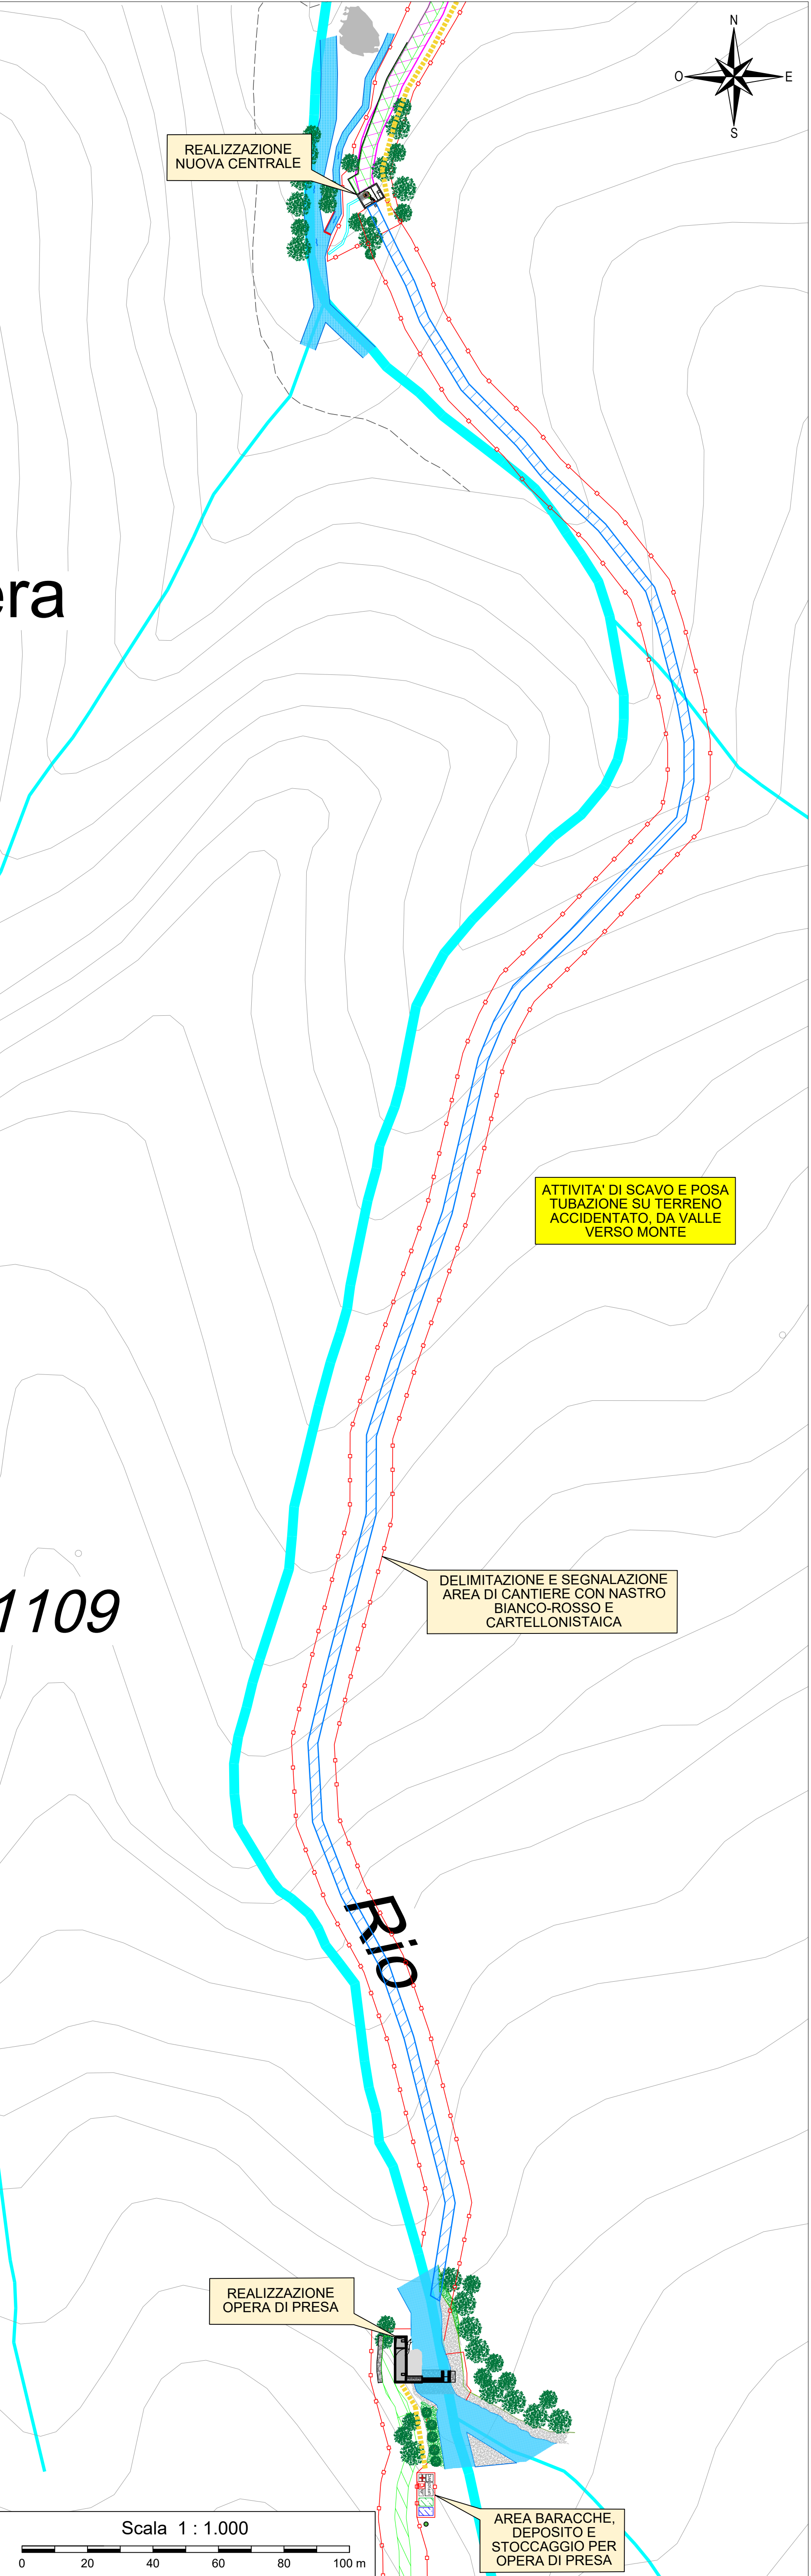 N
O
E
S
REALIZZAZIONE
NUOVA CENTRALE
era
ATTIVITA' DI SCAVO E POSA
TUBAZIONE SU TERRENO
ACCIDENTATO, DA VALLE
VERSO MONTE
DELIMITAZIONE E SEGNALAZIONE
AREA DI CANTIERE CON NASTRO
BIANCO-ROSSO E
CARTELLONISTAICA
1109
Rio
REALIZZAZIONE
OPERA DI PRESA
AREA BARACCHE,
DEPOSITO E
STOCCAGGIO PER
OPERA DI PRESA
Scala 1 : 1.000
0 20 40 60 80 100 m